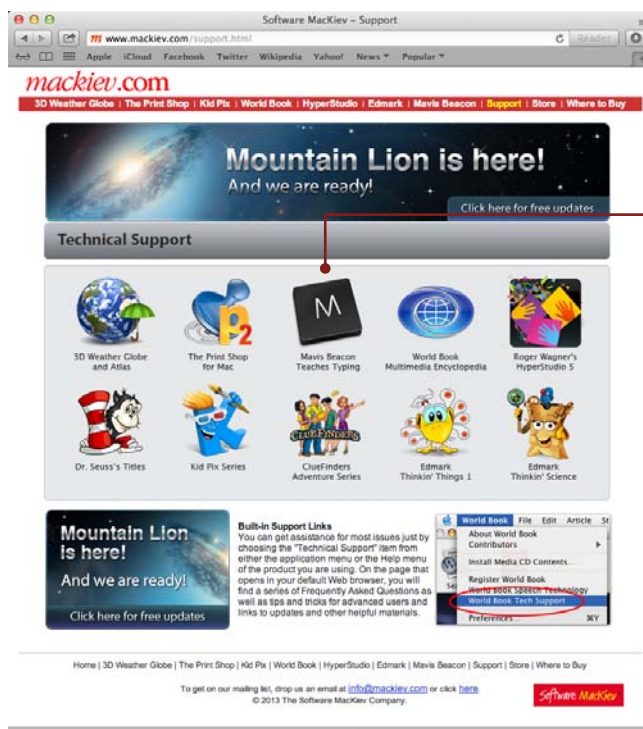 Software MacKiev – Support
www.mackiev.com/support.html
Reader
Apple iCloud Facebook Twitter Wikipedia Yahoo! News Popular
mackiev.com
3D Weather Globe | The Print Shop | Kid Pix | World Book | HyperStudio | Edmark | Mavis Beacon | Support | Store | Where to Buy
Mountain Lion is here!
And we are ready!
Click here for free updates
Technical Support
M
3D Weather Globe
and Atlas
The Print Shop
for Mac
Mavis Beacon
Teaches Typing
World Book
Multimedia Encyclopedia
Roger Wagner's
HyperStudio 5
CLUEFINDERS
Dr. Seuss's Titles
Kid Pix Series
ClueFinders
Adventure Series
Edmark
Thinkin' Things 1
Edmark
Thinkin' Science
Mountain Lion
is here!
And we are ready!
Click here for free updates
Built-in Support Links
You can get assistance for most issues just by
choosing the "Technical Support" item from
either the application menu or the Help menu
of the product you are using. On the page that
opens in your default Web browser, you will
find a series of Frequently Asked Questions as
well as tips and tricks for advanced users and
links to updates and other helpful materials.
World Book File Edit Article St
About World Book
Contributors
Install Media CD Contents...
Register World Book
World Book Speech Technology
World Book Tech Support
Preferences... ⌘Y
Home | 3D Weather Globe | The Print Shop | Kid Pix | World Book | HyperStudio | Edmark | Mavis Beacon | Support | Store | Where to Buy
To get on our mailing list, drop us an email at info@mackiev.com or click here.
© 2013 The Software MacKiev Company.
Software MacKiev